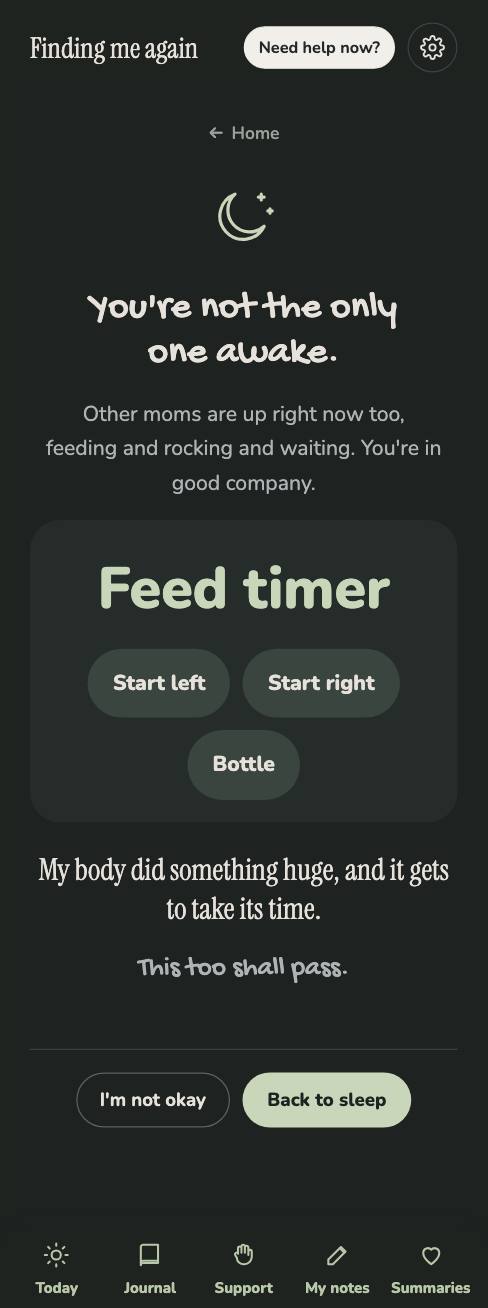 Finding me again
Need help now?
← Home
You're not the only
one awake.
Other moms are up right now too,
feeding and rocking and waiting. You're in
good company.
Feed timer
Start left
Start right
Bottle
My body did something huge, and it gets
to take its time.
This too shall pass.
I'm not okay
Back to sleep
Today
Journal
Support
My notes
Summaries